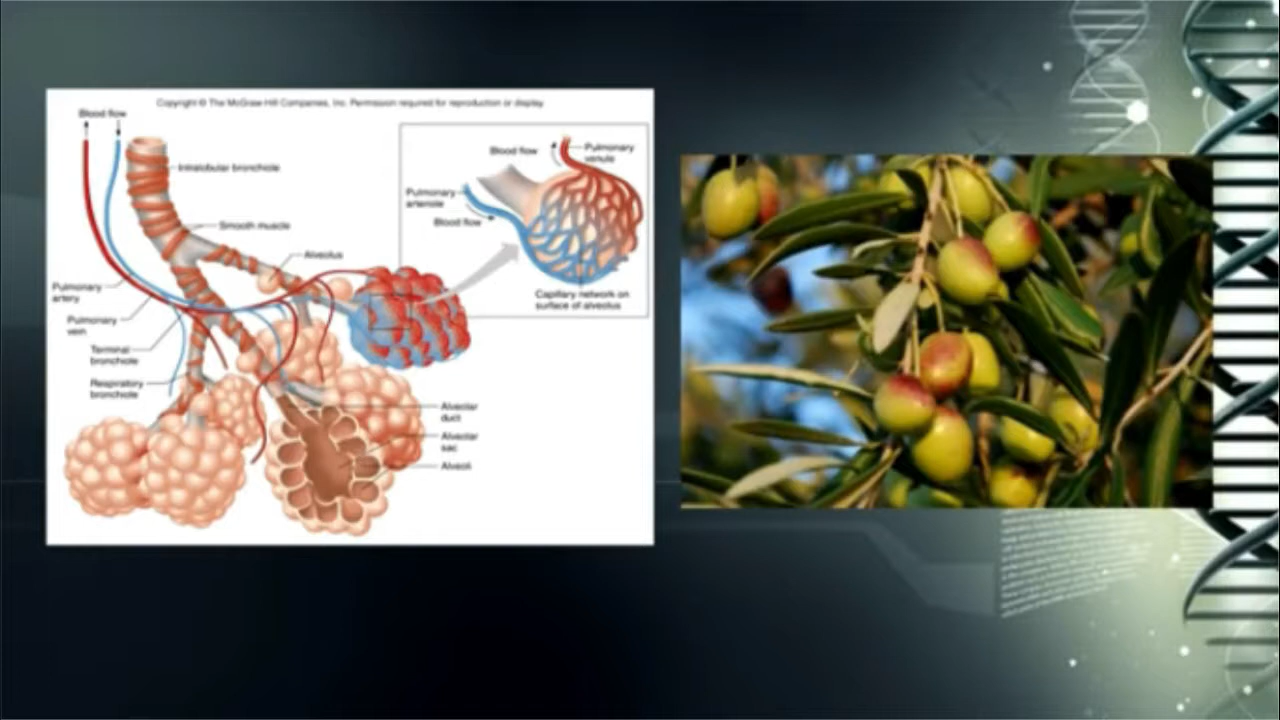 Copyright © The McGraw-Hill Companies, Inc. Permission required for reproduction or display.
Blood flow
Intralobular bronchiole
Smooth muscle
Alveolus
Pulmonary
artery
Pulmonary
vein
Terminal
bronchiole
Respiratory
bronchiole
Alveolar
duct
Alveolar
sac
Alveoli
Blood flow
Pulmonary
venule
Pulmonary
arteriole
Blood flow
Capillary network on
surface of alveolus